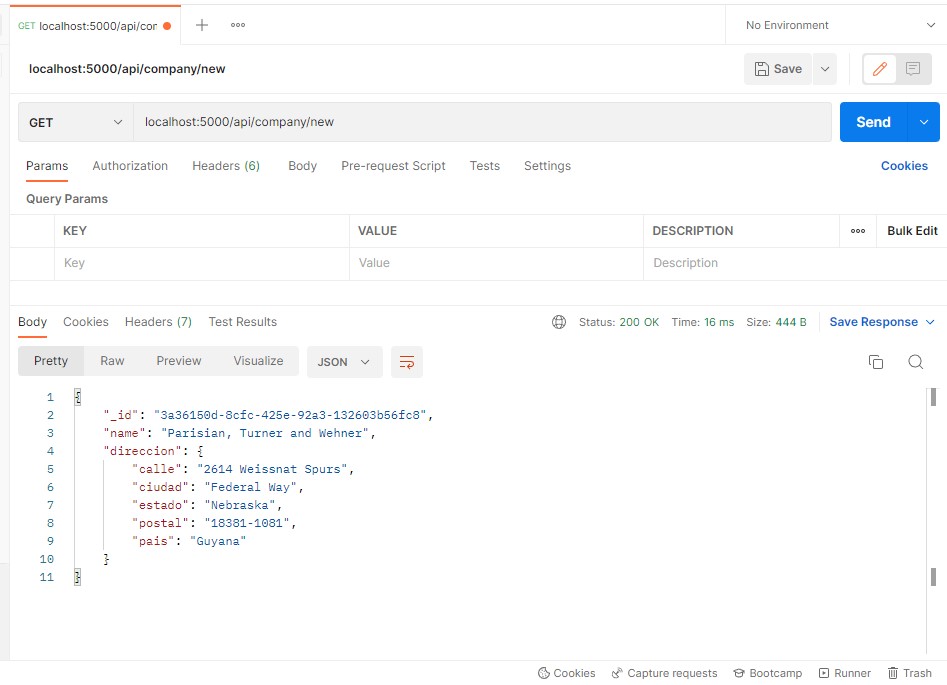 GET localhost:5000/api/cor
No Environment
localhost:5000/api/company/new
Save
GET localhost:5000/api/company/new Send
Params Authorization Headers (6) Body Pre-request Script Tests Settings Cookies
Query Params
KEY VALUE DESCRIPTION Bulk Edit
Key Value Description
Body Cookies Headers (7) Test Results Status: 200 OK Time: 16 ms Size: 444 B Save Response
Pretty Raw Preview Visualize JSON
1 {
2 "_id": "3a36150d-8cfc-425e-92a3-132603b56fc8",
3 "name": "Parisian, Turner and Wehner",
4 "direccion": {
5 "calle": "2614 Weissnat Spurs",
6 "ciudad": "Federal Way",
7 "estado": "Nebraska",
8 "postal": "18381-1081",
9 "pais": "Guyana"
10 }
11 }
Cookies Capture requests Bootcamp Runner Trash